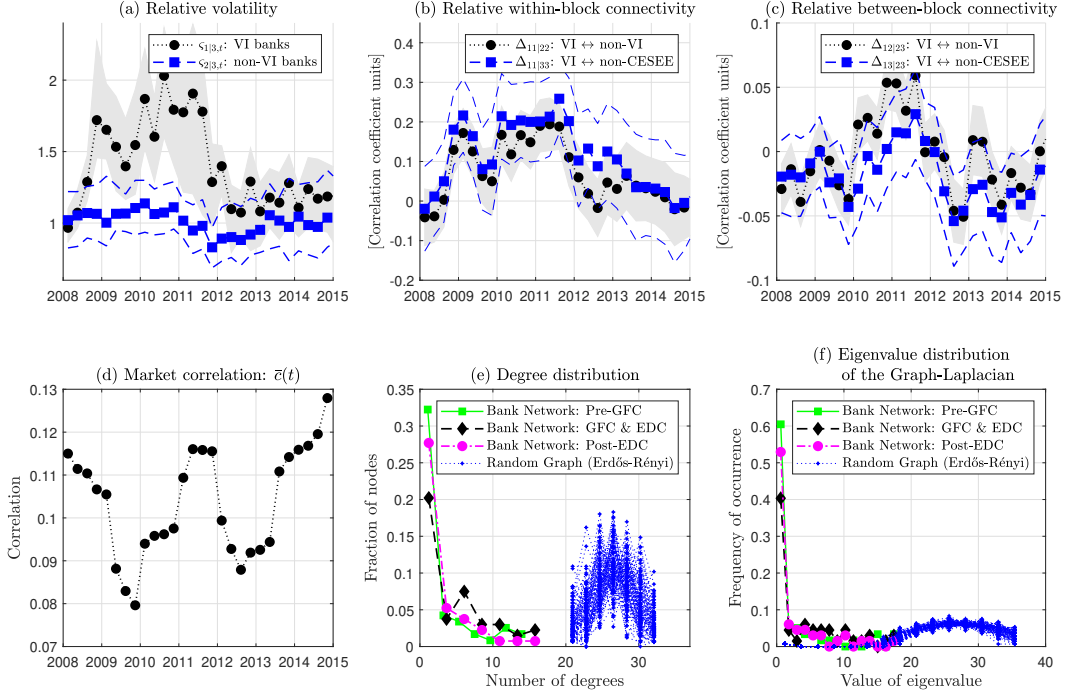 (a) Relative volatility
ς1|3,t: VI banks
ς2|3,t: non-VI banks
2
1.5
1
2008 2009 2010 2011 2012 2013 2014 2015
(b) Relative within-block connectivity
Δ11|22: VI ↔ non-VI
Δ11|33: VI ↔ non-CESEE
[Correlation coefficient units]
0.4
0.3
0.2
0.1
0
-0.1
-0.2
2008 2009 2010 2011 2012 2013 2014 2015
(c) Relative between-block connectivity
Δ12|23: VI ↔ non-VI
Δ13|23: VI ↔ non-CESEE
[Correlation coefficient units]
0.1
0.05
0
-0.05
-0.1
2008 2009 2010 2011 2012 2013 2014 2015
(d) Market correlation: c̅(t)
Correlation
0.13
0.12
0.11
0.1
0.09
0.08
0.07
2008 2009 2010 2011 2012 2013 2014 2015
(e) Degree distribution
Bank Network: Pre-GFC
Bank Network: GFC & EDC
Bank Network: Post-EDC
Random Graph (Erdős-Rényi)
Fraction of nodes
0.35
0.3
0.25
0.2
0.15
0.1
0.05
0
0 10 20 30
Number of degrees
(f) Eigenvalue distribution
of the Graph-Laplacian
Bank Network: Pre-GFC
Bank Network: GFC & EDC
Bank Network: Post-EDC
Random Graph (Erdős-Rényi)
Frequency of occurrence
0.7
0.6
0.5
0.4
0.3
0.2
0.1
0
0 10 20 30 40
Value of eigenvalue